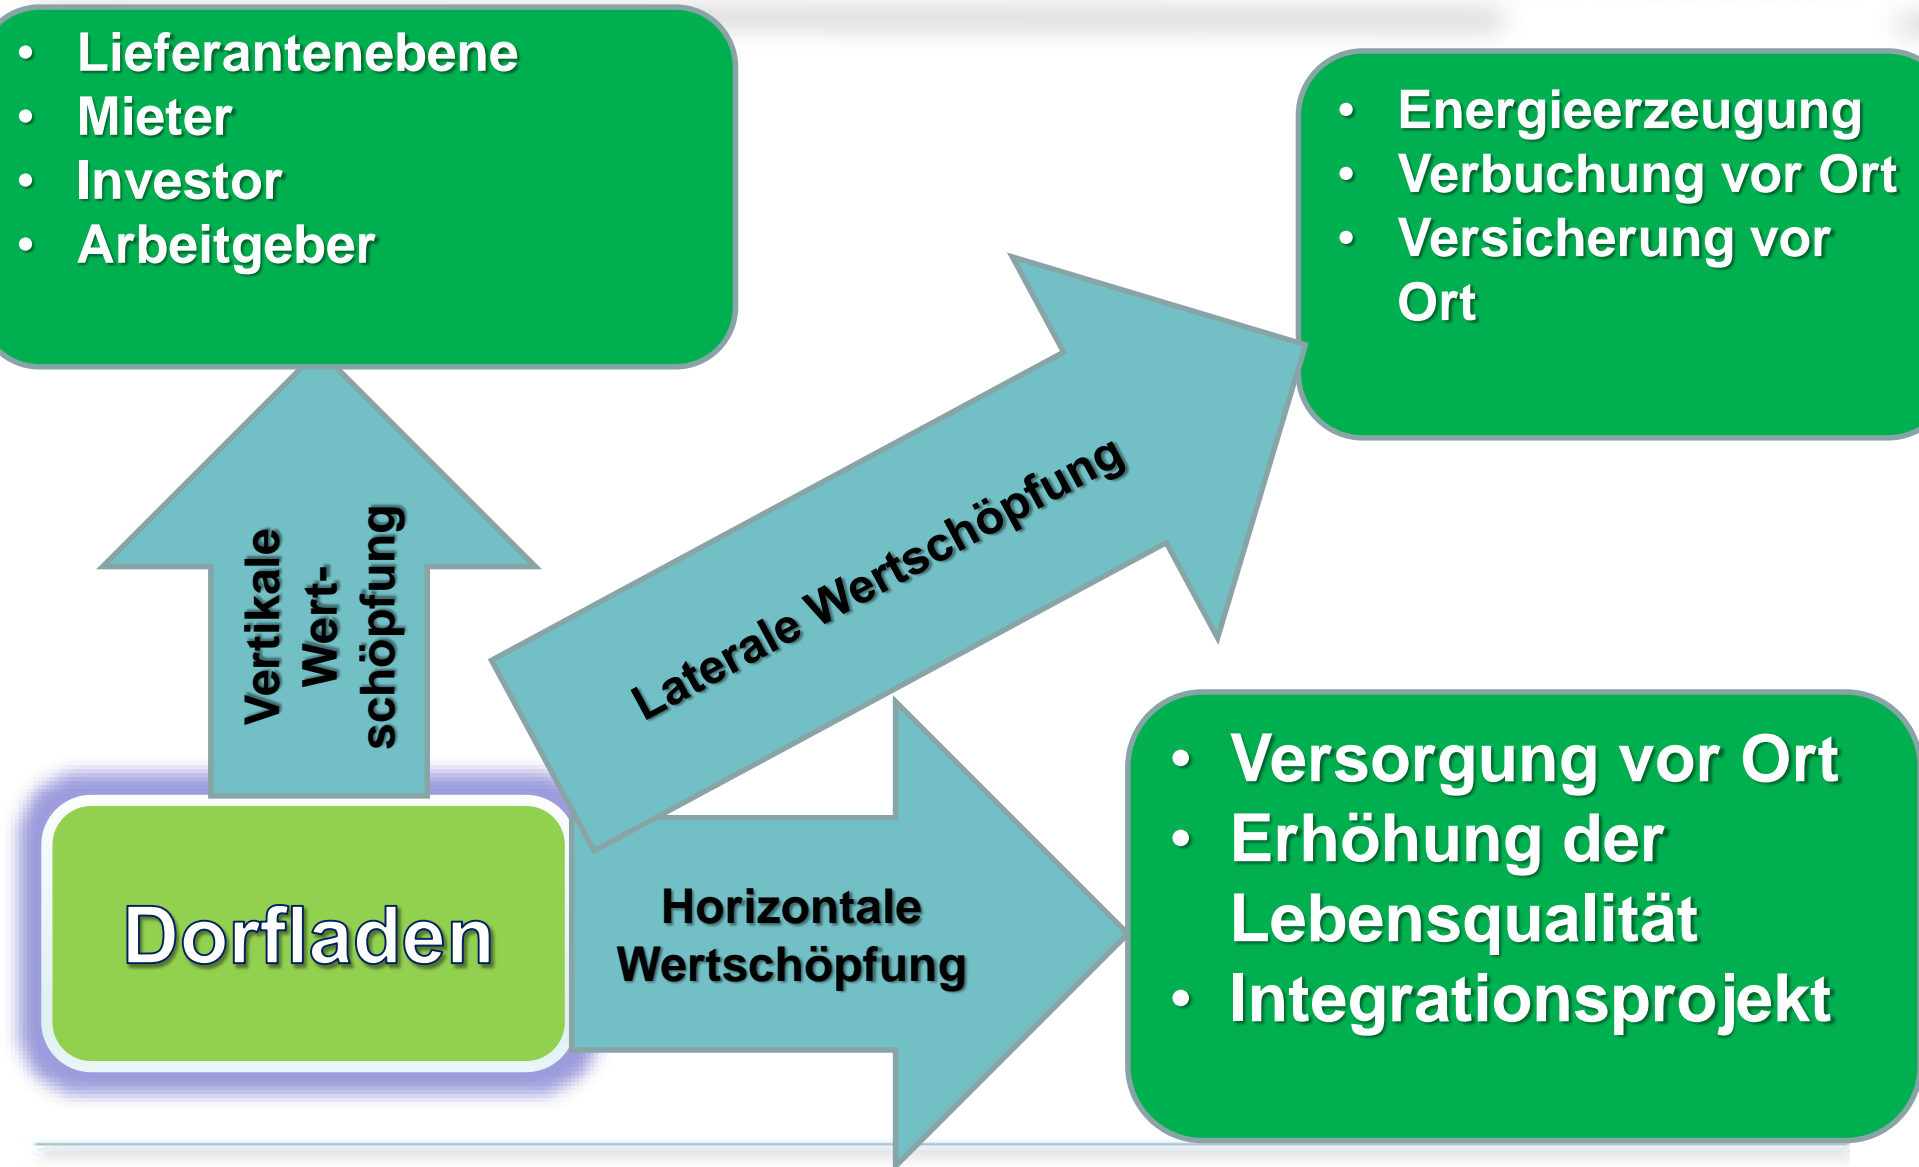 • Lieferantenebene
• Mieter
• Investor
• Arbeitgeber
• Energieerzeugung
• Verbuchung vor Ort
• Versicherung vor
Ort
Vertikale
Wert-
schöpfung
Laterale Wertschöpfung
Dorfladen
Horizontale
Wertschöpfung
• Versorgung vor Ort
• Erhöhung der
Lebensqualität
• Integrationsprojekt